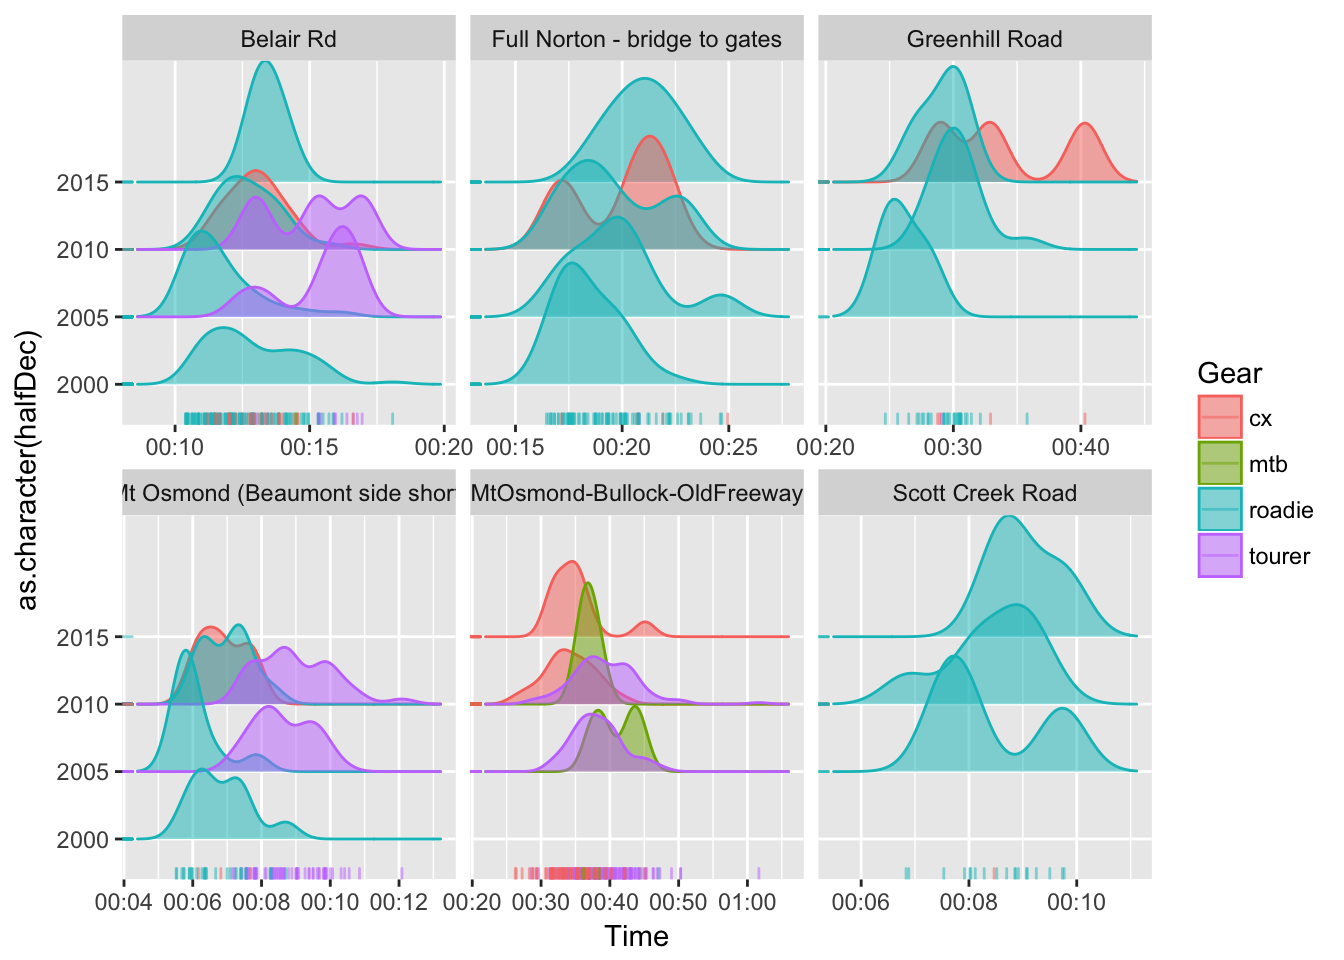 Belair Rd
Full Norton - bridge to gates
Greenhill Road
2015
2010
2005
2000
00:10 00:15 00:20
00:15 00:20 00:25
00:20 00:30 00:40
Mt Osmond (Beaumont side short
MtOsmond-Bullock-OldFreeway
Scott Creek Road
2015
2010
2005
2000
00:04 00:06 00:08 00:10 00:12
00:20 00:30 00:40 00:50 01:00
00:06 00:08 00:10
Time
as.character(halfDec)
Gear
cx
mtb
roadie
tourer